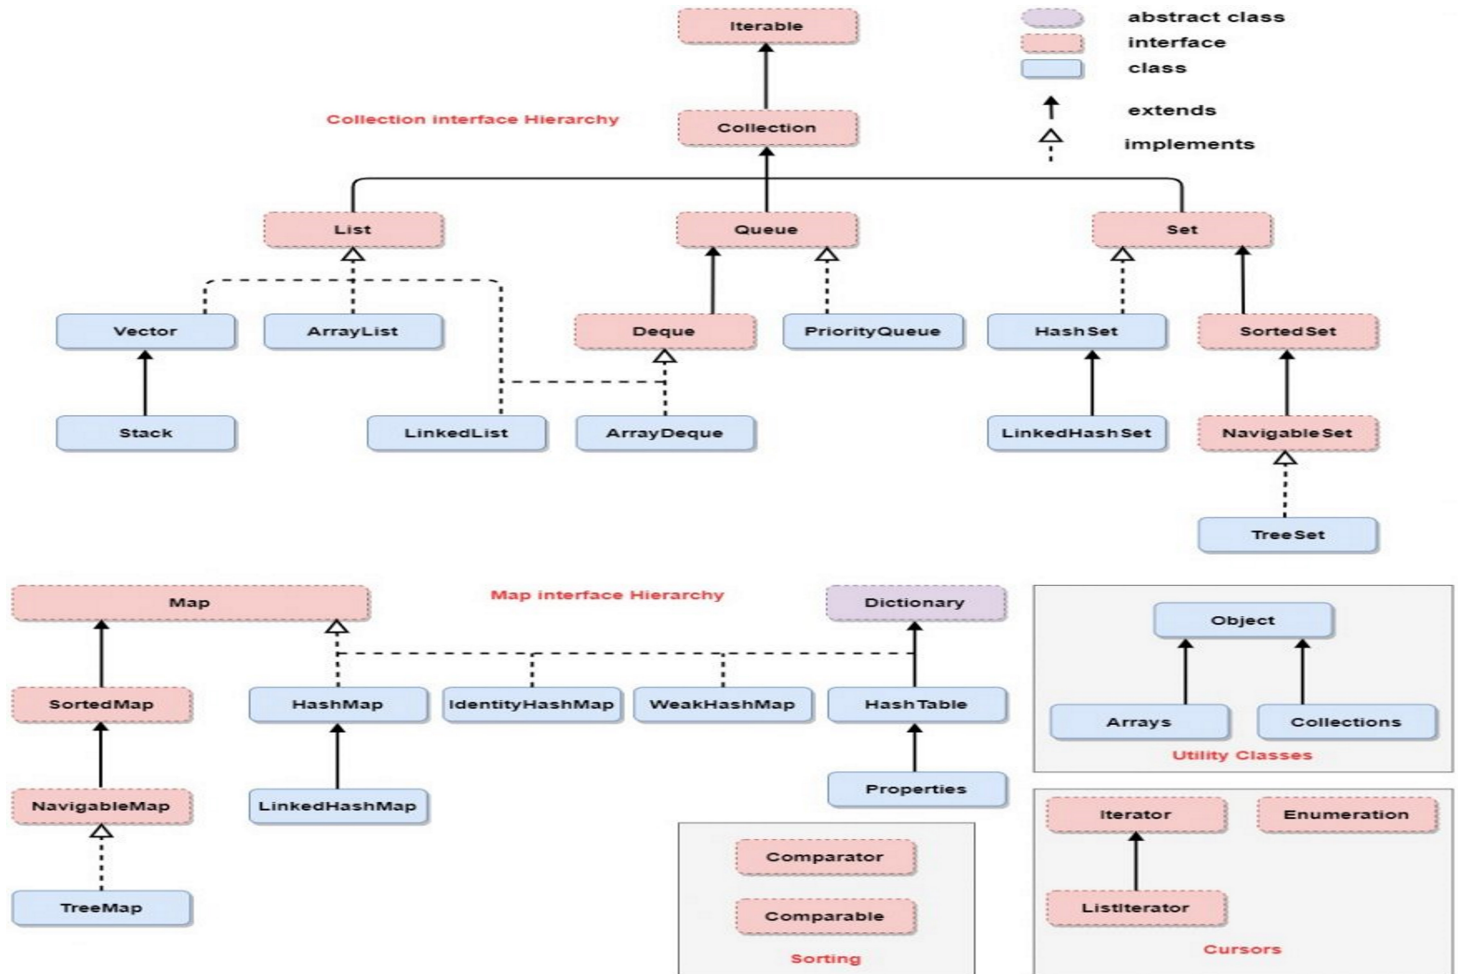 Iterable
abstract class
interface
class
Collection interface Hierarchy
Collection
extends
implements
List
Queue
Set
Vector
ArrayList
Deque
PriorityQueue
HashSet
SortedSet
Stack
LinkedList
ArrayDeque
LinkedHashSet
NavigableSet
TreeSet
Map
Map interface Hierarchy
Dictionary
Object
SortedMap
HashMap
IdentityHashMap
WeakHashMap
HashTable
Arrays
Collections
Utility Classes
NavigableMap
LinkedHashMap
Properties
Iterator
Enumeration
Comparator
TreeMap
Comparable
ListIterator
Sorting
Cursors